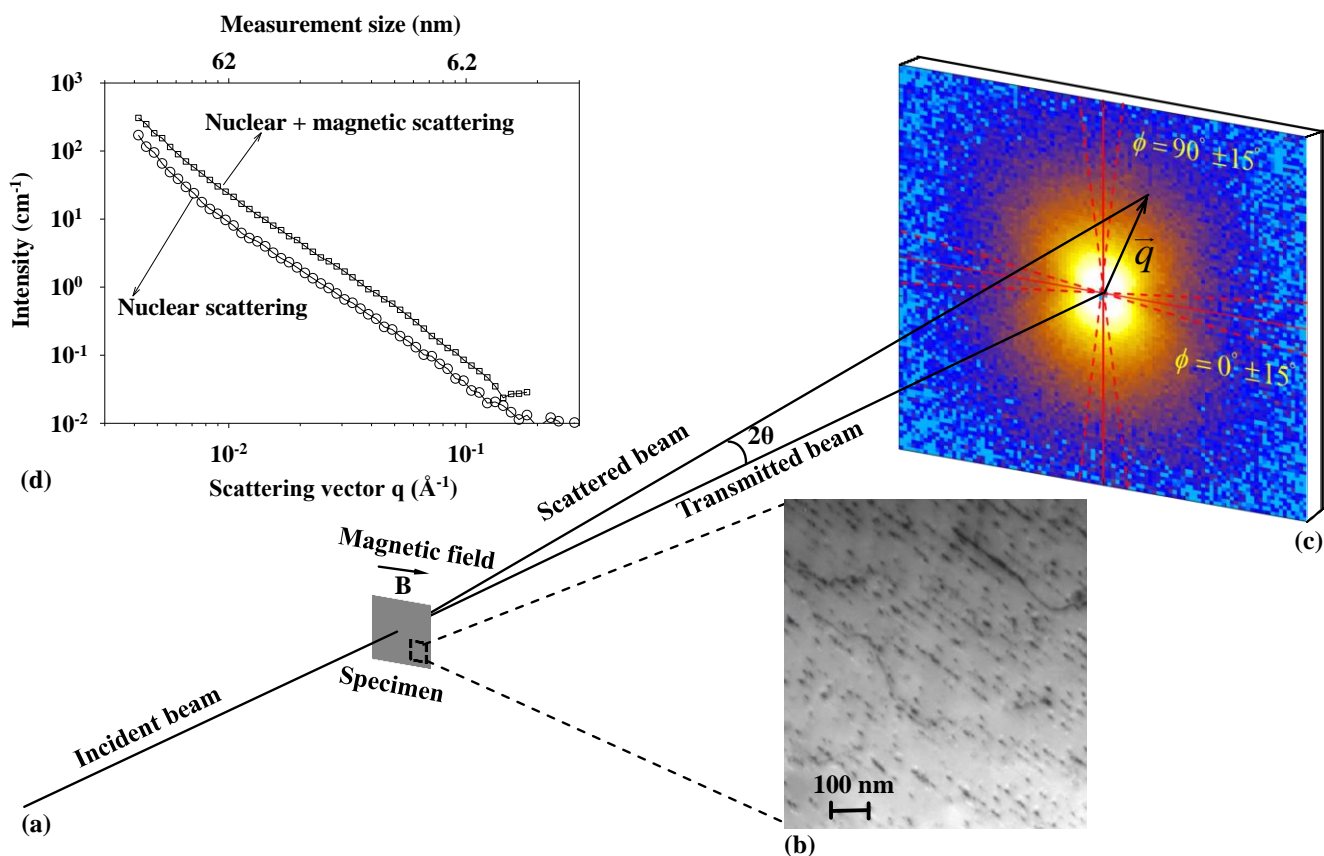 Measurement size (nm)
62
6.2
10³
10²
10¹
10⁰
10⁻¹
10⁻²
Intensity (cm⁻¹)
Nuclear + magnetic scattering
Nuclear scattering
10⁻²
10⁻¹
Scattering vector q (Å⁻¹)
(d)
ϕ = 90° ±15°
q⃗
ϕ = 0° ±15°
(c)
2θ
Scattered beam
Transmitted beam
Magnetic field
B
Specimen
Incident beam
(a)
100 nm
(b)